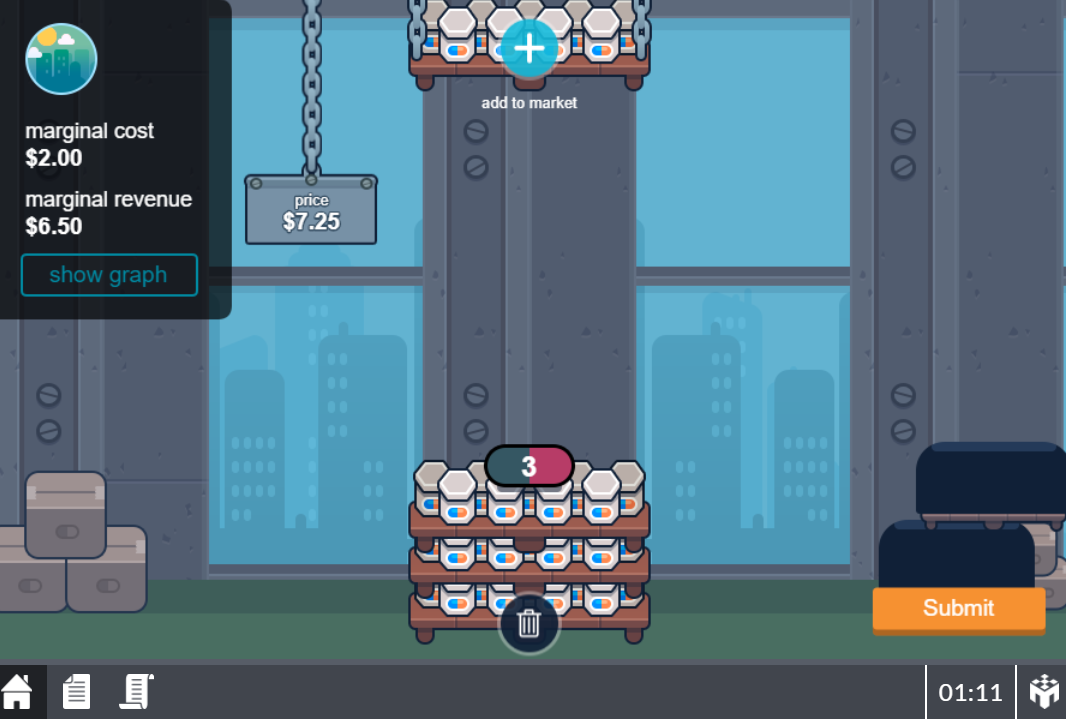 add to market
marginal cost
$2.00
marginal revenue
$6.50
show graph
price
$7.25
3
Submit
01:11